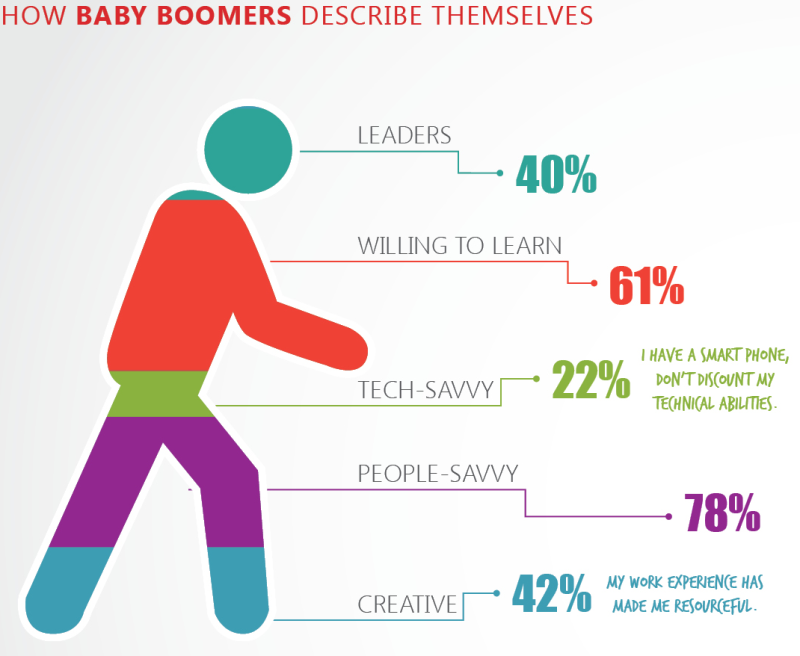 HOW BABY BOOMERS DESCRIBE THEMSELVES
LEADERS
40%
WILLING TO LEARN
61%
TECH-SAVVY
22%
I HAVE A SMART PHONE,
DON'T DISCOUNT MY
TECHNICAL ABILITIES.
PEOPLE-SAVVY
78%
CREATIVE
42%
MY WORK EXPERIENCE HAS
MADE ME RESOURCEFUL.